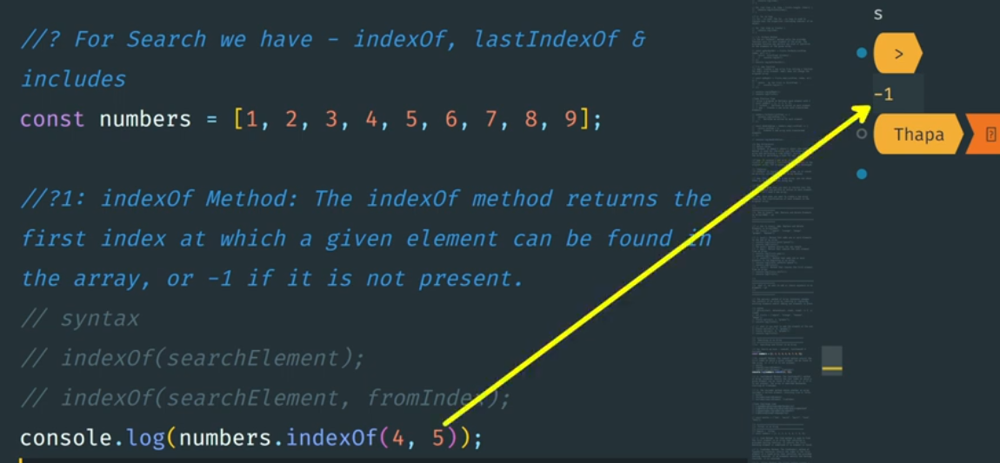 //? For Search we have - indexOf, lastIndexOf &
includes
const numbers = [1, 2, 3, 4, 5, 6, 7, 8, 9];
//?1: indexOf Method: The indexOf method returns the
first index at which a given element can be found in
the array, or -1 if it is not present.
// syntax
// indexOf(searchElement);
// indexOf(searchElement, fromIndex);
console.log(numbers.indexOf(4, 5));
s
>
-1
Thapa